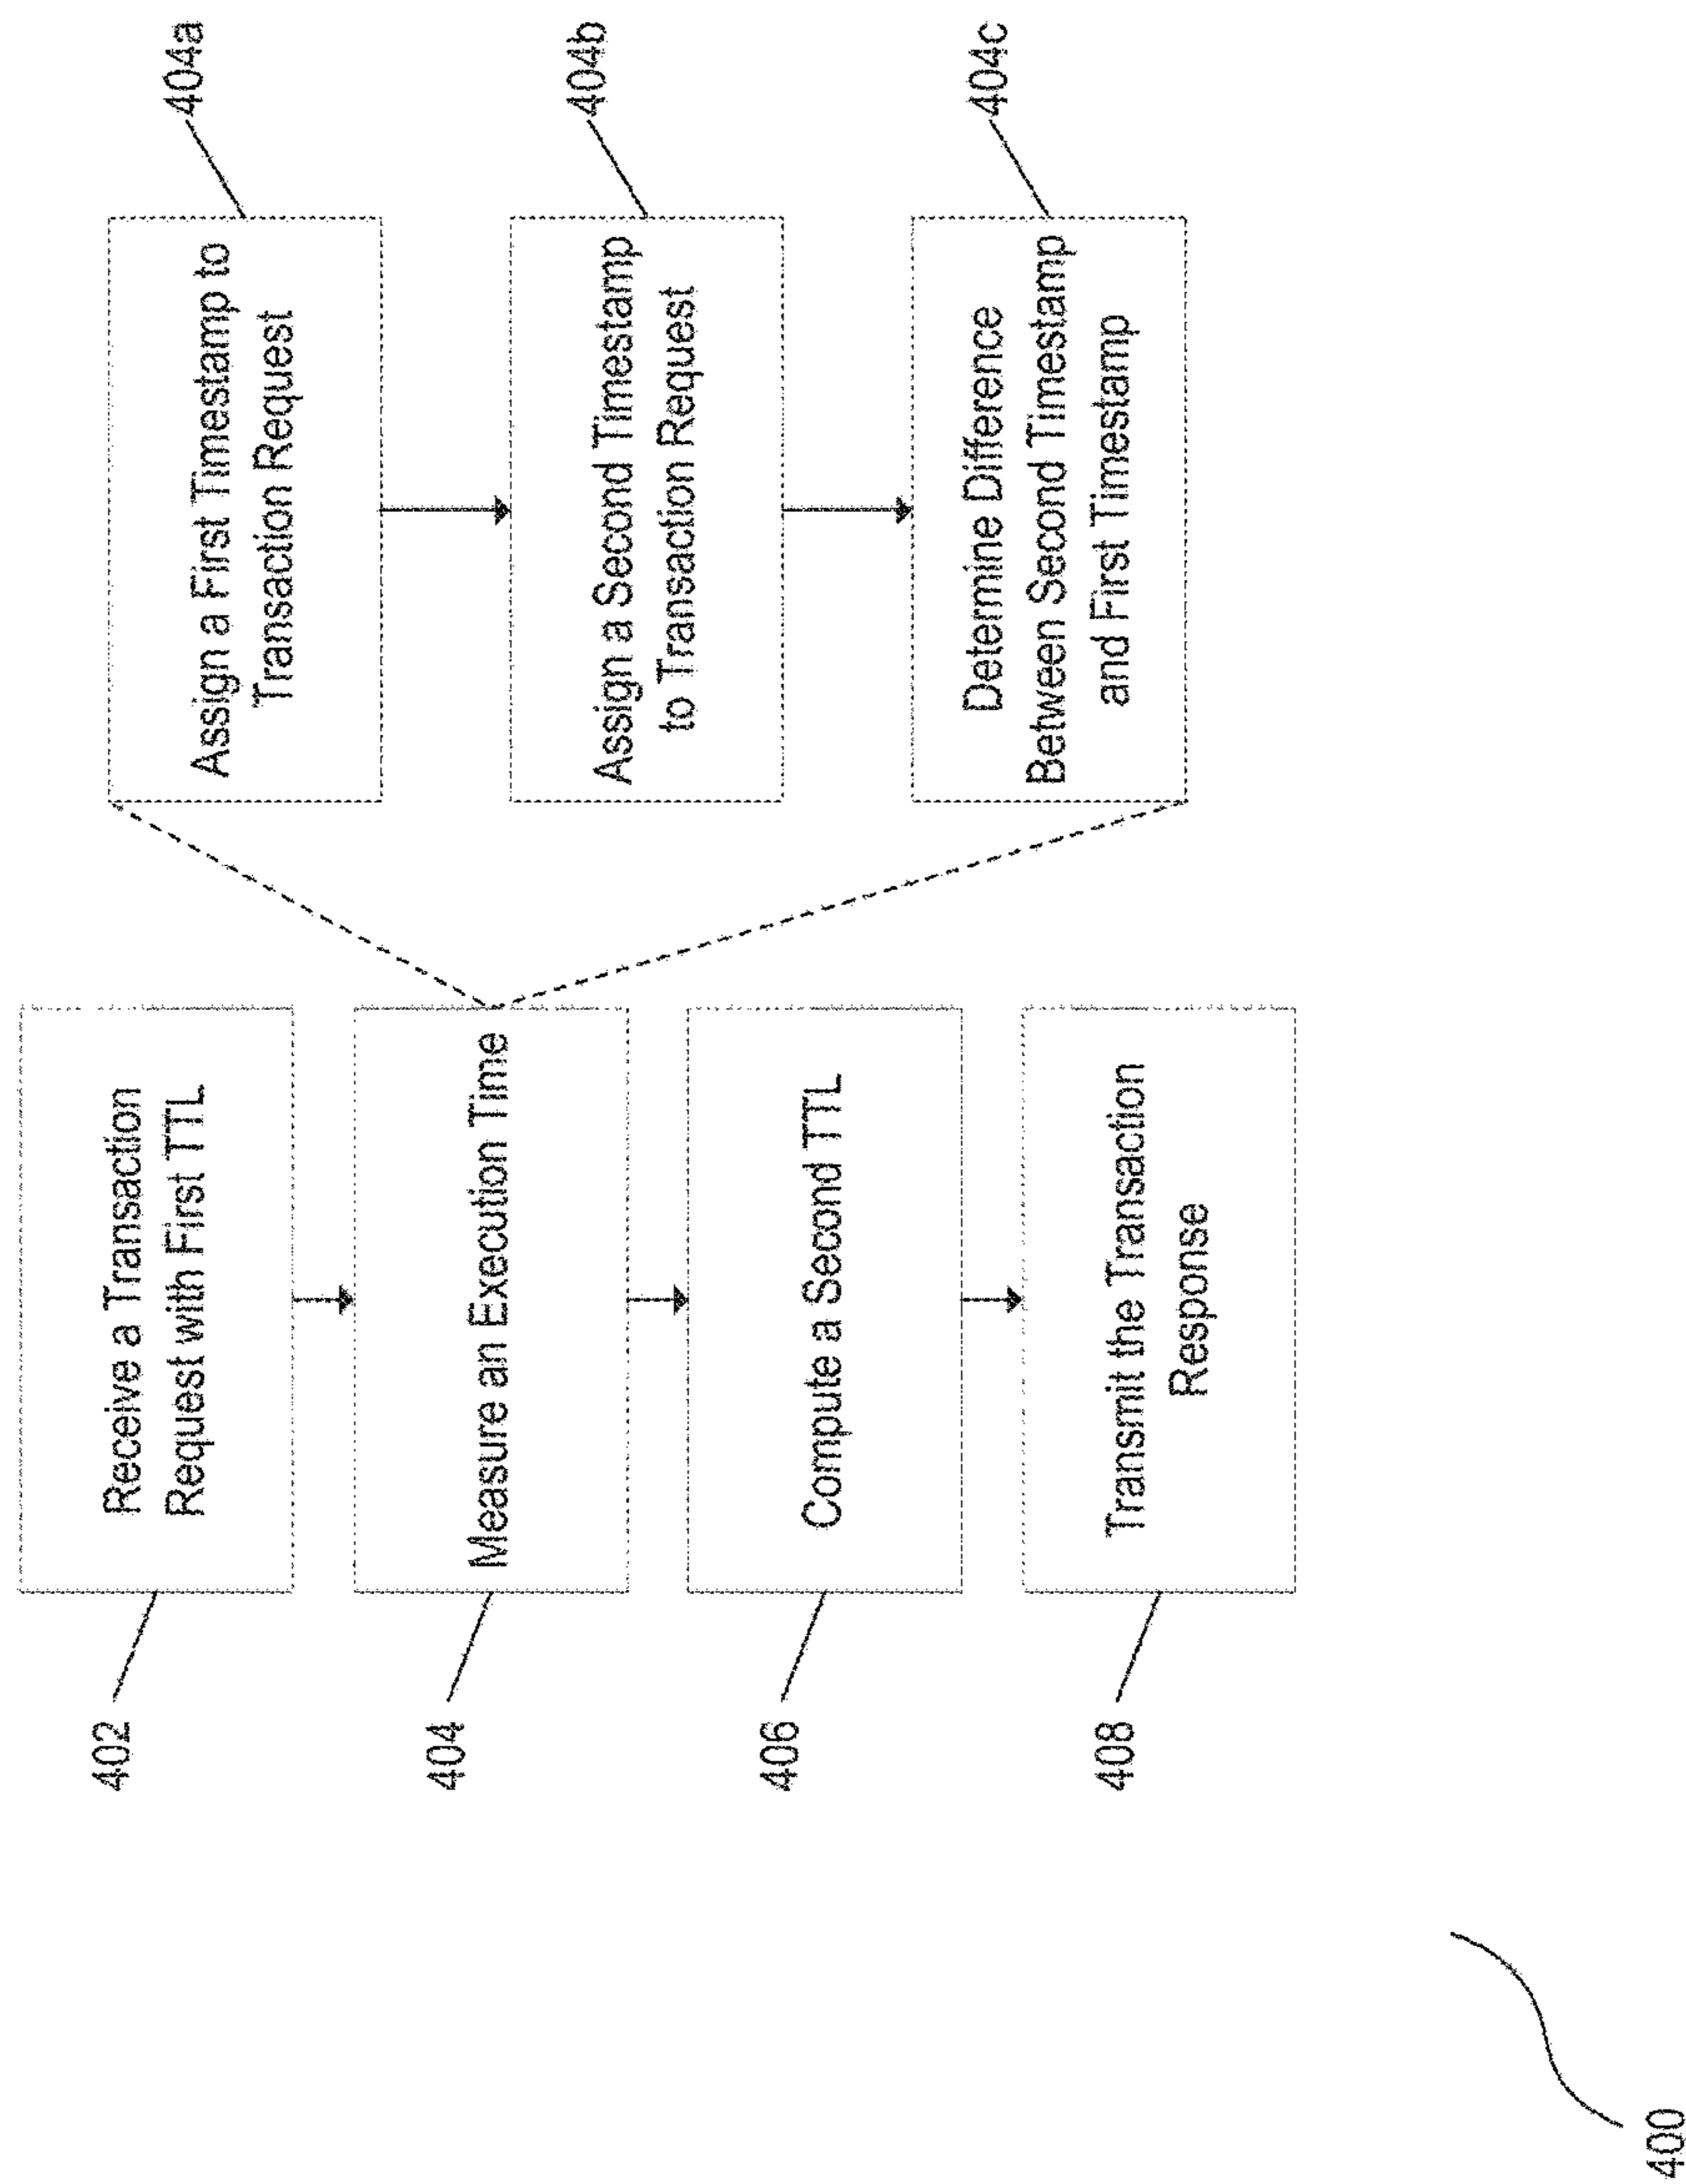 402
Receive a Transaction
Request with First TTL
404
Measure an Execution Time
406
Compute a Second TTL
408
Transmit the Transaction
Response
404a
Assign a First Timestamp to
Transaction Request
404b
Assign a Second Timestamp
to Transaction Request
404c
Determine Difference
Between Second Timestamp
and First Timestamp
400